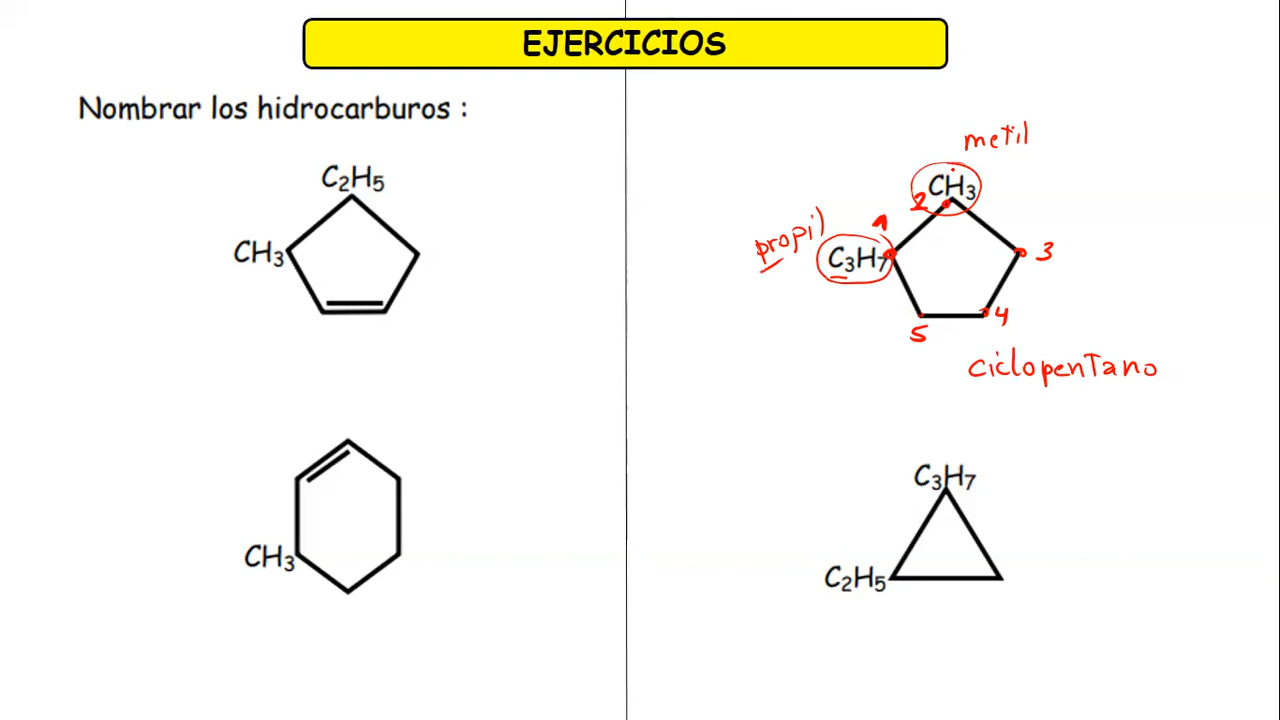 EJERCICIOS
Nombrar los hidrocarburos :
C₂H₅
CH₃
CH₃
metil
CH₃
2
1
propil
C₃H₇
3
4
5
ciclopentano
C₃H₇
C₂H₅